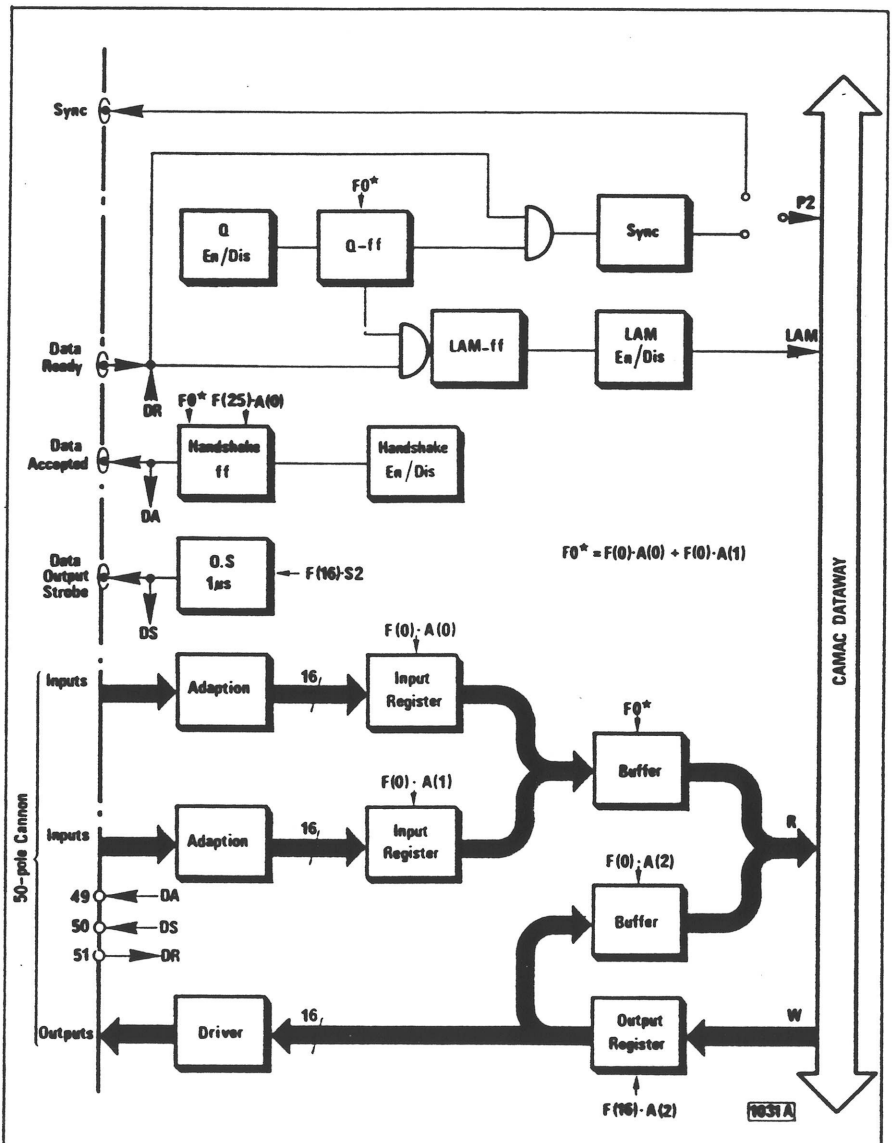 Sync
F0*
P2
Q
En/Dis
Q-ff
Sync
Data
Ready
LAM-ff
LAM
En/Dis
LAM
DR
F0* F(25)·A(0)
Data
Accepted
Handshake
ff
Handshake
En/Dis
DA
Data
Output
Strobe
O.S
1µs
F(16)·S2
F0* = F(0)·A(0) + F(0)·A(1)
DS
F(0)·A(0)
Inputs
Adaption
16
Input
Register
F0*
Buffer
F(0)·A(1)
Inputs
Adaption
16
Input
Register
R
F(0)·A(2)
Buffer
49
DA
50
DS
51
DR
Outputs
Driver
16
Output
Register
W
F(16)·A(2)
50-pole Cannon
CAMAC DATAWAY
1031A